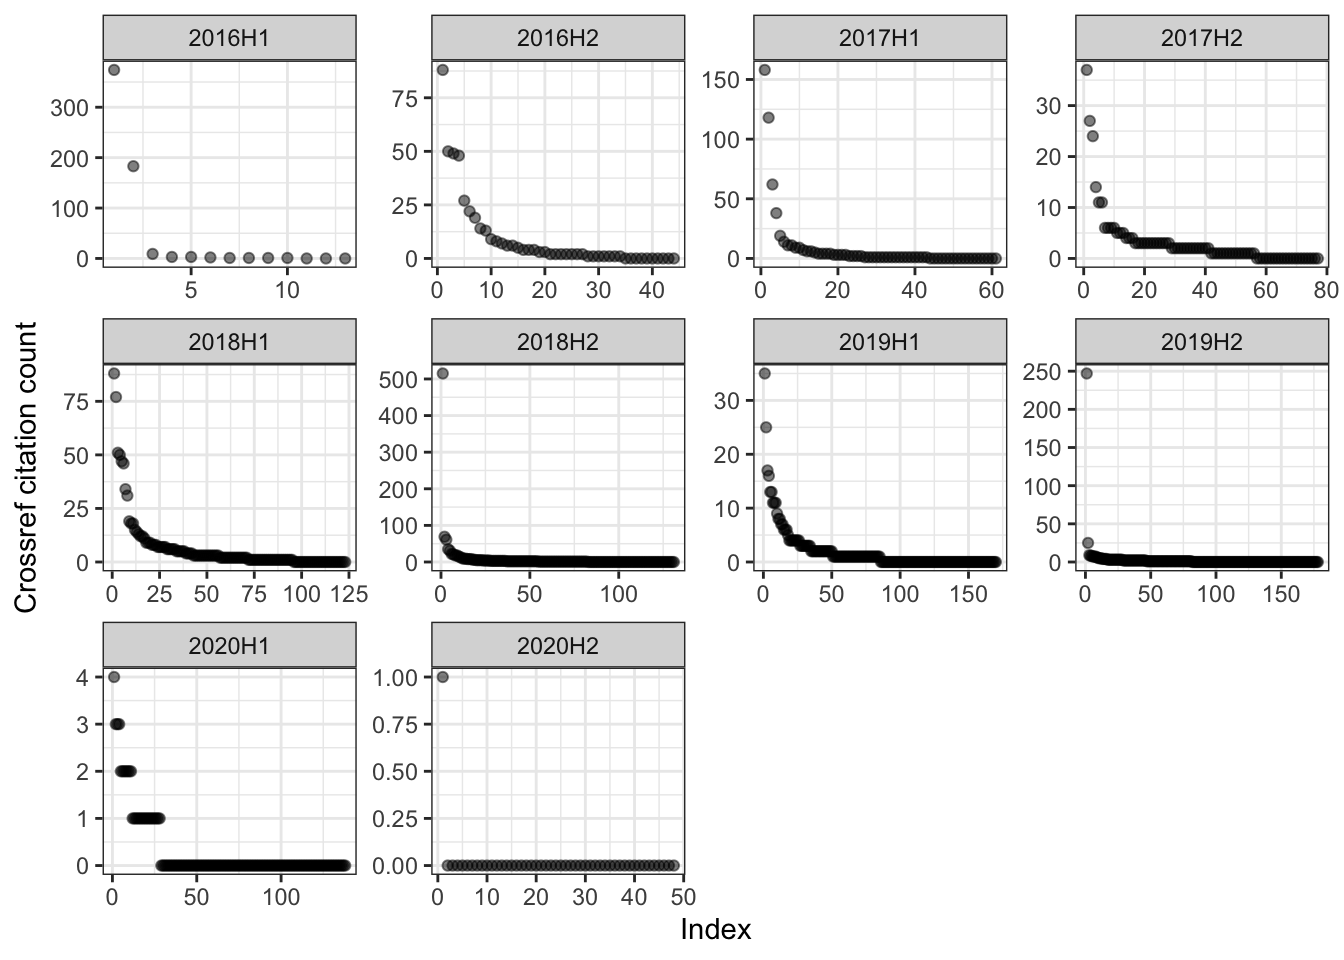 2016H1 2016H2 2017H1 2017H2
300 75 150 30
200 50 100 20
100 25 50 10
0 0 0 0
5 10 0 10 20 30 40 0 20 40 60 0 20 40 60 80
Crossref citation count
2018H1 2018H2 2019H1 2019H2
75 500 30 250
50 400 20 200
25 300 10 150
0 200 0 100
100 50
0 0
0 25 50 75 100 125 0 50 100 0 50 100 150 0 50 100 150
2020H1 2020H2
4 1.00
3 0.75
2 0.50
1 0.25
0 0.00
0 50 100 0 10 20 30 40 50
Index